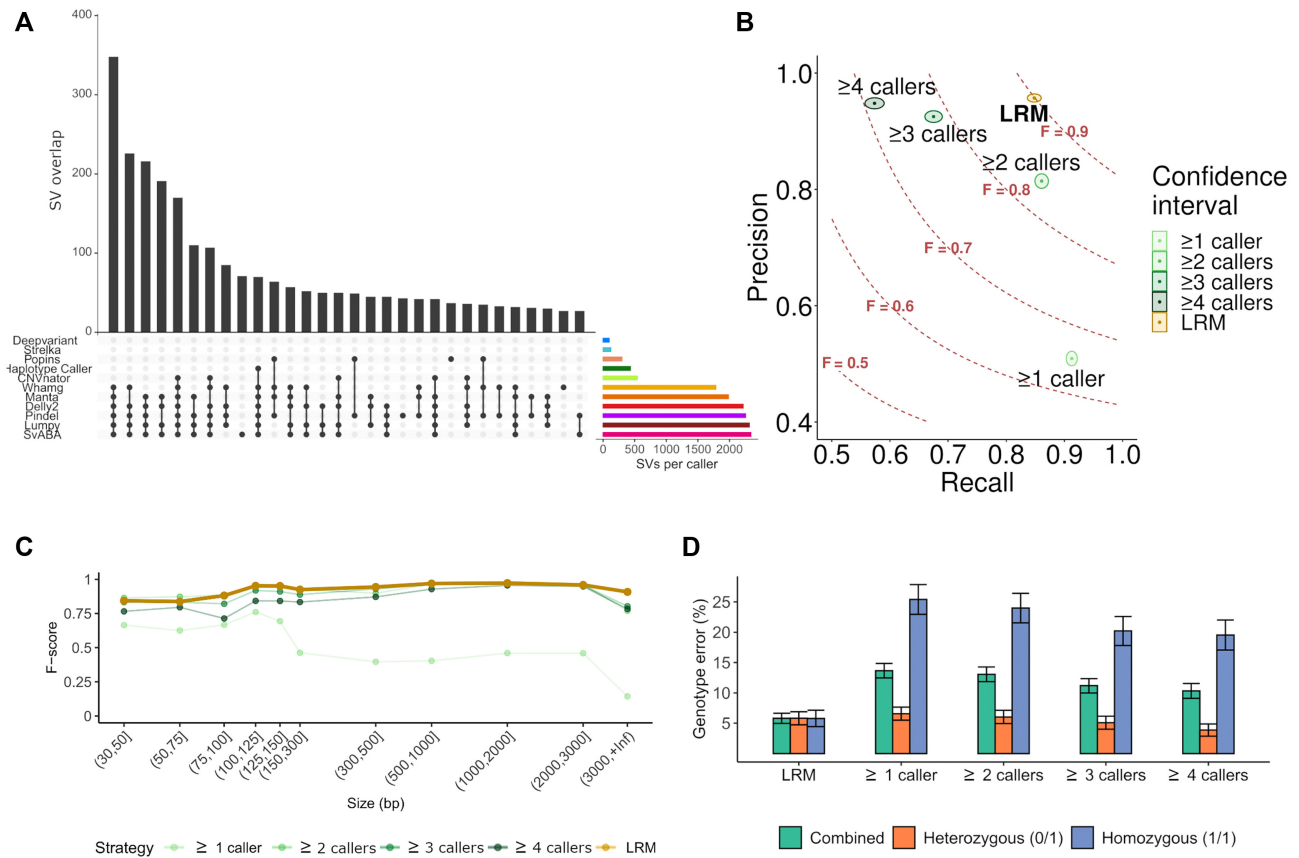 A
400
300
200
100
0
SV overlap
Deepvariant
Strelka
Popins
Haplotype Caller
CNVnator
Whamg
Manta
Delly2
Pindel
Lumpy
SvABA
0 500 1000 2000
SVs per caller
B
1.0
0.8
0.6
0.4
Precision
≥4 callers
≥3 callers
LRM
≥2 callers
≥1 caller
F = 0.9
F = 0.8
F = 0.7
F = 0.6
F = 0.5
0.5 0.6 0.7 0.8 0.9 1.0
Recall
Confidence
interval
≥1 caller
≥2 callers
≥3 callers
≥4 callers
LRM
C
1
0.75
0.5
0.25
0
F−score
(30,50]
(50,75]
(75,100]
(100,125]
(125,150]
(150,300]
(300,500]
(500,1000]
(1000,2000]
(2000,3000]
(3000,+Inf)
Size (bp)
Strategy ≥ 1 caller ≥ 2 callers ≥ 3 callers ≥ 4 callers LRM
D
25
20
15
10
5
Genotype error (%)
LRM ≥ 1 caller ≥ 2 callers ≥ 3 callers ≥ 4 callers
Combined Heterozygous (0/1) Homozygous (1/1)